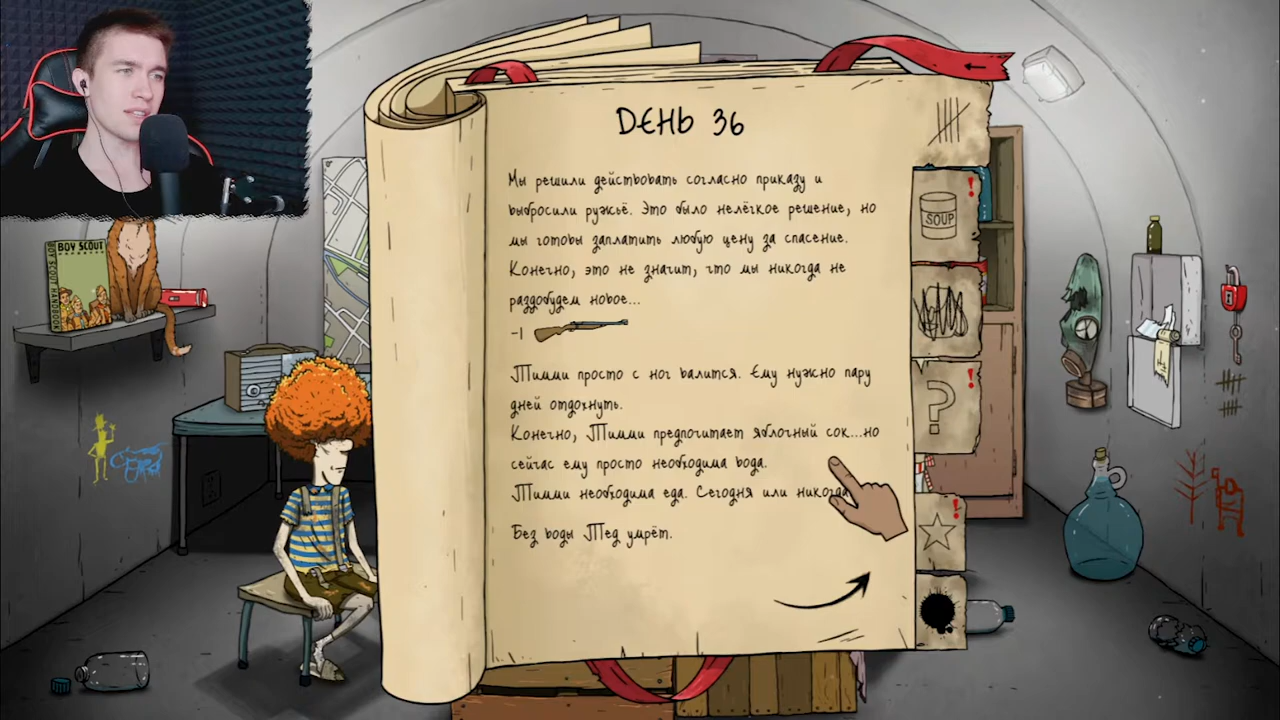 ДЕНЬ 36
Мы решили действовать согласно приказу и
выбросили ружьё. Это было нелёгкое решение, но
мы готовы заплатить любую цену за спасение.
Конечно, это не значит, что мы никогда не
раздобудем новое...
-1
Тимми просто с ног валится. Ему нужно пару
дней отдохнуть.
Конечно, Тимми предпочитает яблочный сок...но
сейчас ему просто необходима вода.
Тимми необходима еда. Сегодня или никогда
Без воды Тед умрёт.
!
SOUP
!
?
!
BOY SCOUT
BOY SCOUT HANDBOOK